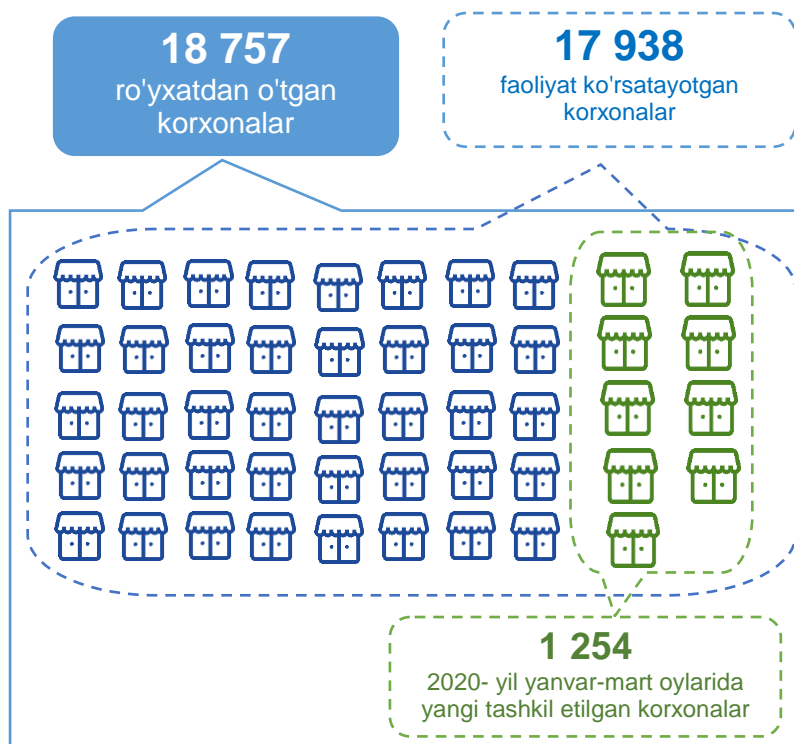 18 757
ro'yxatdan o'tgan
korxonalar
17 938
faoliyat ko'rsatayotgan
korxonalar
1 254
2020- yil yanvar-mart oylarida
yangi tashkil etilgan korxonalar